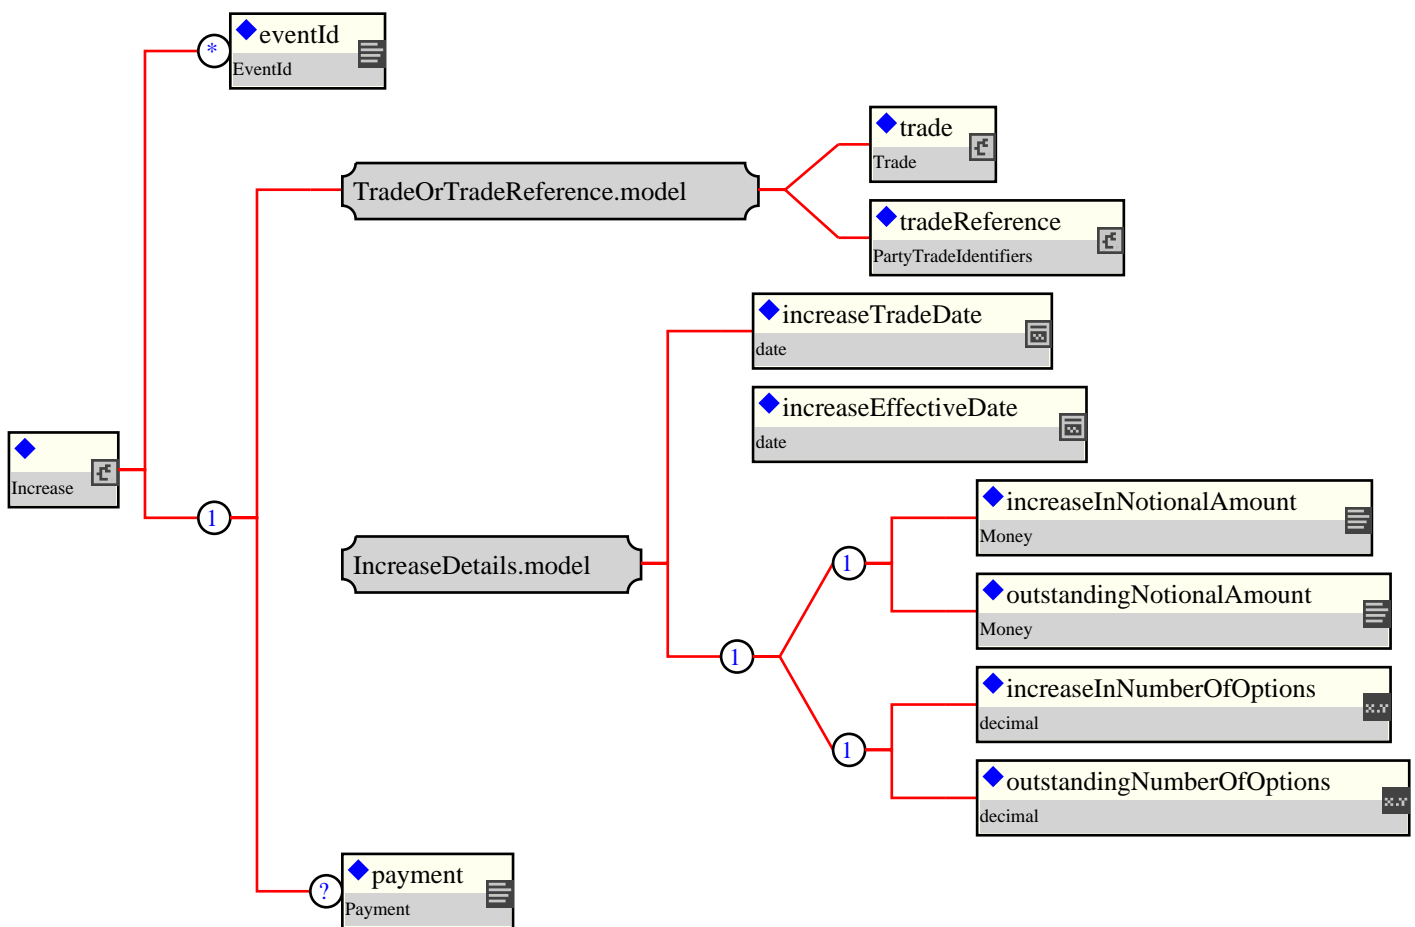 *
eventId
EventId
trade
Trade
TradeOrTradeReference.model
tradeReference
PartyTradeIdentifiers
increaseTradeDate
date
increaseEffectiveDate
date
Increase
1
increaseInNotionalAmount
Money
IncreaseDetails.model
1
outstandingNotionalAmount
Money
1
increaseInNumberOfOptions
decimal
x.Y
1
outstandingNumberOfOptions
decimal
x.Y
?
payment
Payment